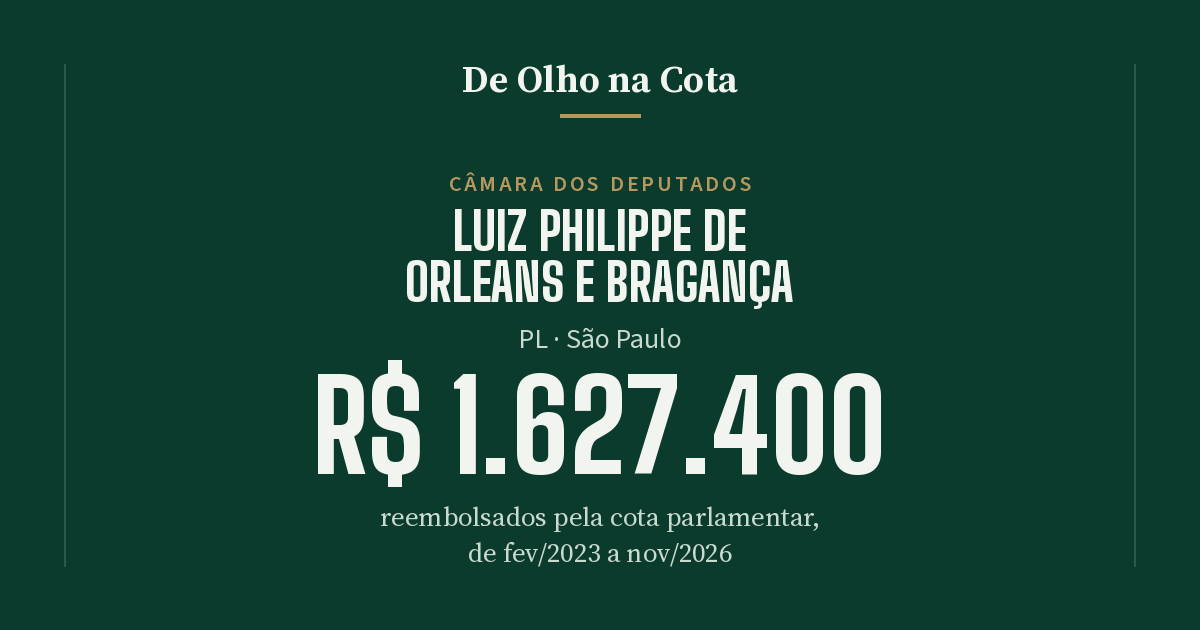 De Olho na Cota
CÂMARA DOS DEPUTADOS
LUIZ PHILIPPE DE
ORLEANS E BRAGANÇA
PL · São Paulo
R$ 1.627.400
reembolsados pela cota parlamentar,
de fev/2023 a nov/2026